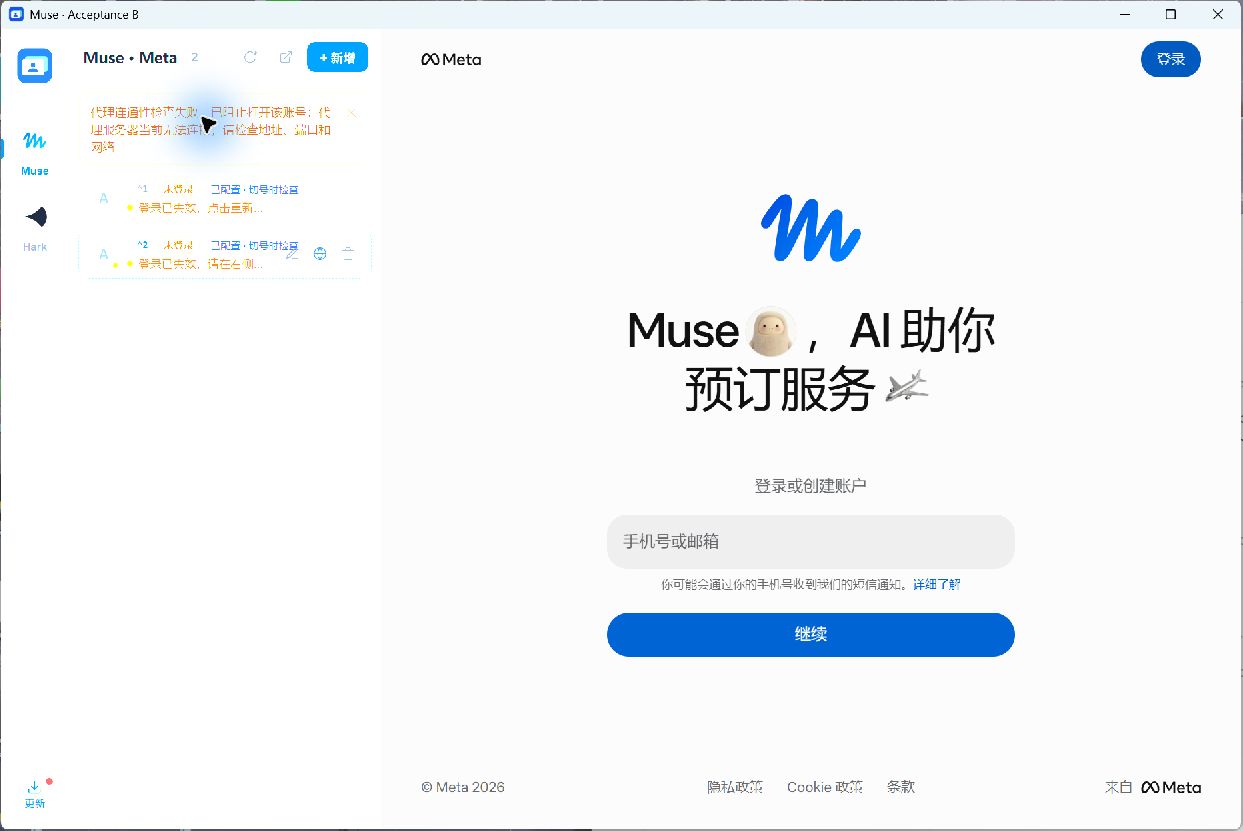 Muse - Acceptance B
Muse • Meta 2
+ 新增
代理连通性检查失败，已阻止打开该账号：代
理服务器当前无法连接，请检查地址、端口和
网络
A
^1 未登录 已配置 · 切号时检查
登录已失效，点击重新...
A
^2 未登录 已配置 · 切号时检查
登录已失效，请在右侧...
Muse
Hark
更新
Meta
登录
Muse ，AI 助你
预订服务
登录或创建账户
手机号或邮箱
你可能会通过你的手机号收到我们的短信通知。详细了解
继续
© Meta 2026
隐私政策 Cookie 政策 条款
来自 Meta